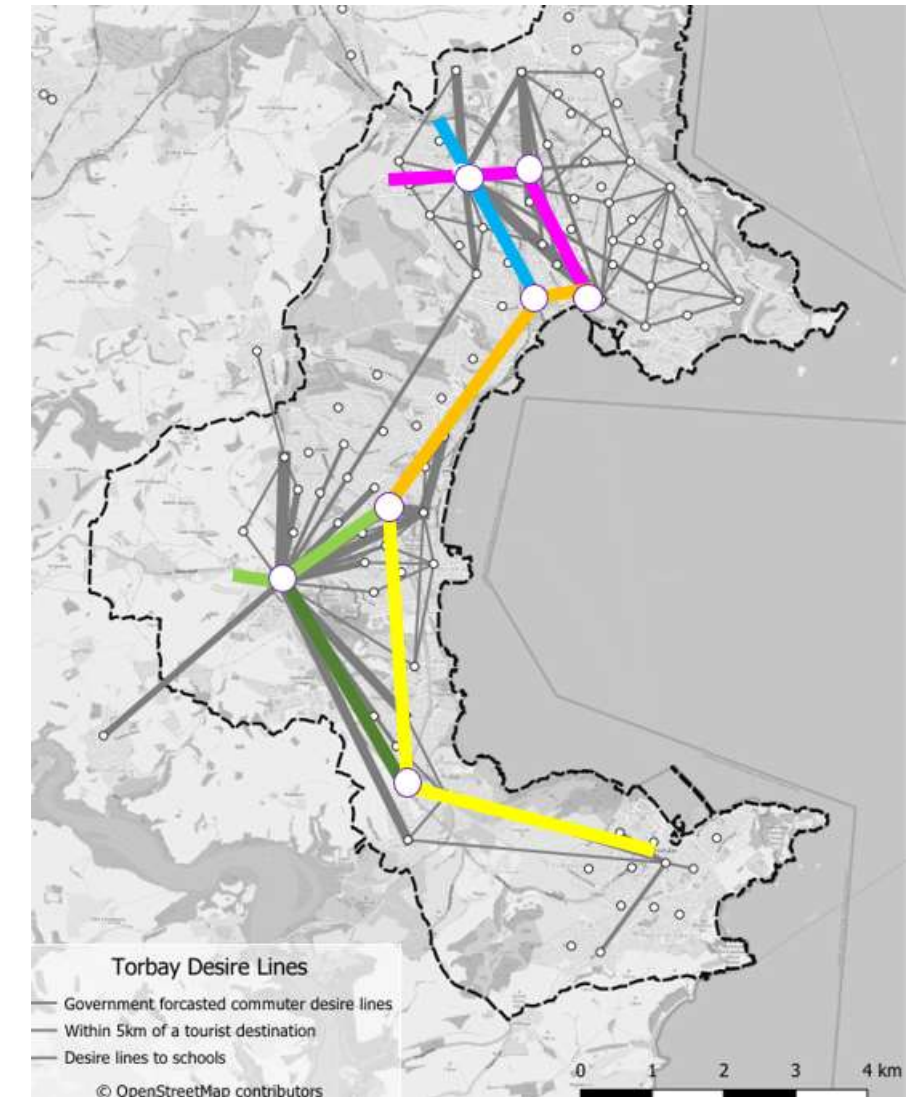 Torbay Desire Lines
Government forcasted commuter desire lines
Within 5km of a tourist destination
Desire lines to schools
© OpenStreetMap contributors
0 1 2 3 4 km